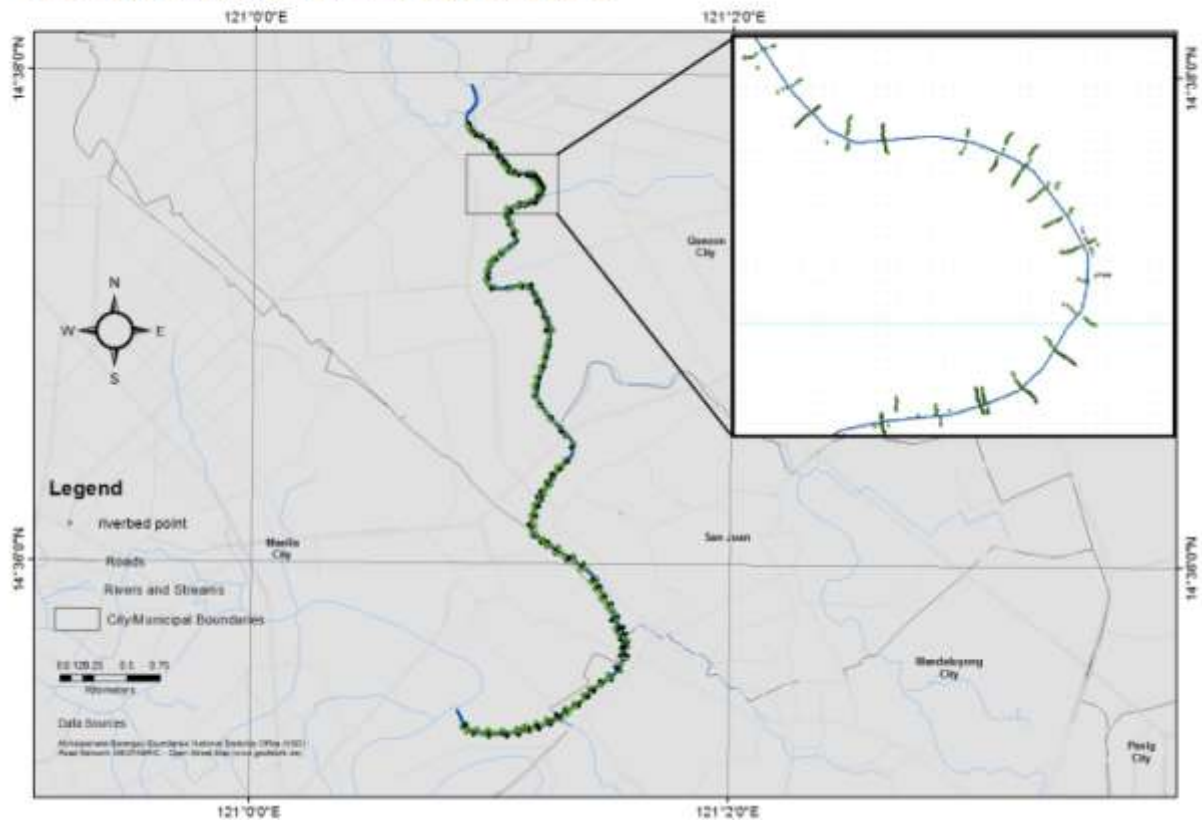 121°0'0"E
121°2'0"E
14°38'0"N
14°38'0"N
Quezon
City
N
W
E
S
Legend
riverbed point
Roads
Rivers and Streams
City/Municipal Boundaries
Manila
City
San Juan
14°36'0"N
14°36'0"N
Mandaluyong
City
Pasig
City
Kilometers
Data Sources
121°0'0"E
121°2'0"E